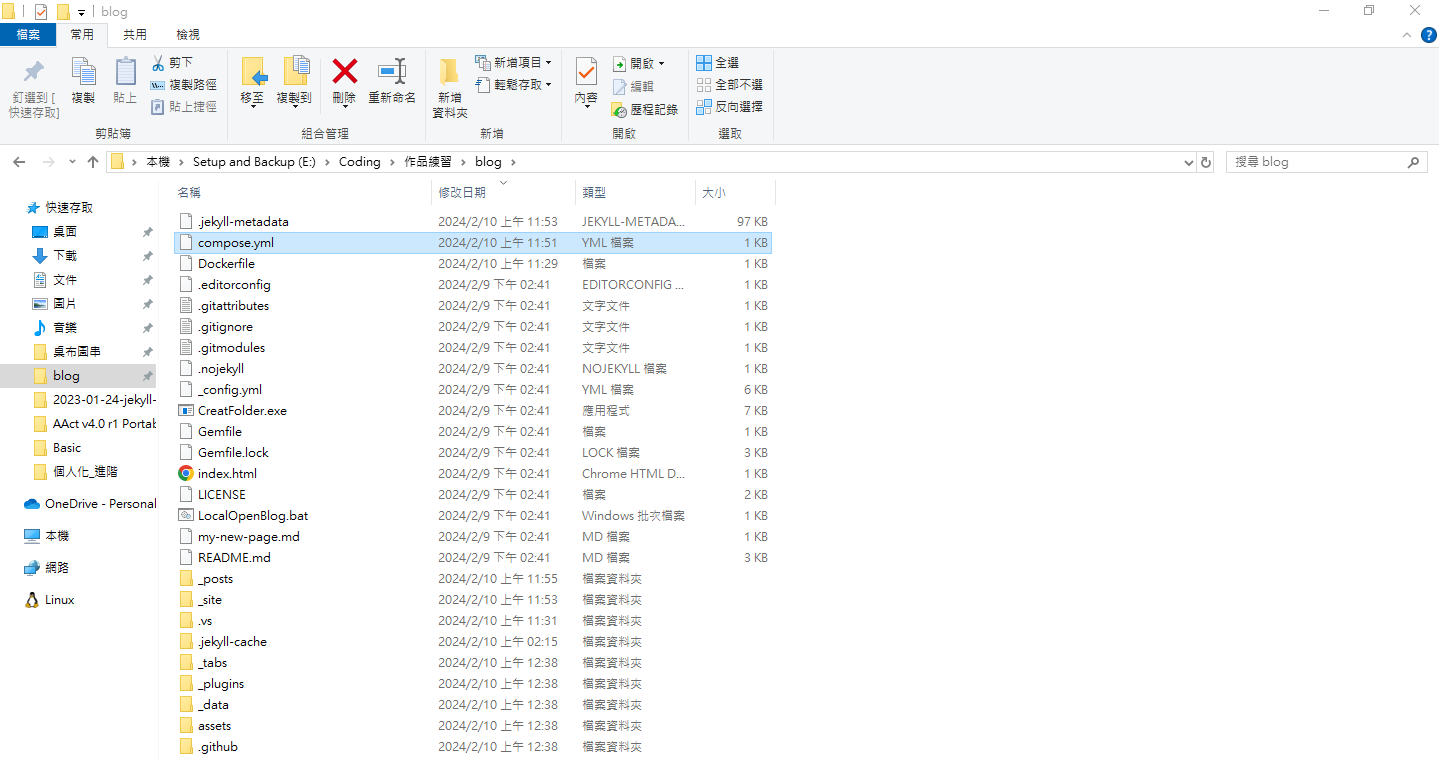 blog
檔案 常用 共用 檢視
釘選到 [
快速存取]
複製
貼上
剪下
複製路徑
貼上捷徑
剪貼簿
移至
複製到
刪除
重新命名
組合管理
新增
資料夾
新增項目
輕鬆存取
新增
內容
開啟
編輯
歷程記錄
開啟
全選
全部不選
反向選擇
選取
本機 > Setup and Backup (E:) > Coding > 作品練習 > blog >
搜尋 blog
快速存取
桌面
下載
文件
圖片
音樂
桌布圖串
blog
2023-01-24-jekyll-
AAct v4.0 r1 Portab
Basic
個人化_進階
OneDrive - Personal
本機
網路
Linux
名稱 修改日期 類型 大小
.jekyll-metadata 2024/2/10 上午 11:53 JEKYLL-METADA... 97 KB
compose.yml 2024/2/10 上午 11:51 YML 檔案 1 KB
Dockerfile 2024/2/10 上午 11:29 檔案 1 KB
.editorconfig 2024/2/9 下午 02:41 EDITORCONFIG ... 1 KB
.gitattributes 2024/2/9 下午 02:41 文字文件 1 KB
.gitignore 2024/2/9 下午 02:41 文字文件 1 KB
.gitmodules 2024/2/9 下午 02:41 文字文件 1 KB
.nojekyll 2024/2/9 下午 02:41 NOJEKYLL 檔案 1 KB
_config.yml 2024/2/9 下午 02:41 YML 檔案 6 KB
CreatFolder.exe 2024/2/9 下午 02:41 應用程式 7 KB
Gemfile 2024/2/9 下午 02:41 檔案 1 KB
Gemfile.lock 2024/2/9 下午 02:41 LOCK 檔案 3 KB
index.html 2024/2/9 下午 02:41 Chrome HTML D... 1 KB
LICENSE 2024/2/9 下午 02:41 檔案 2 KB
LocalOpenBlog.bat 2024/2/9 下午 02:41 Windows 批次檔案 1 KB
my-new-page.md 2024/2/9 下午 02:41 MD 檔案 1 KB
README.md 2024/2/9 下午 02:41 MD 檔案 3 KB
_posts 2024/2/10 上午 11:55 檔案資料夾
_site 2024/2/10 上午 11:53 檔案資料夾
.vs 2024/2/10 上午 11:31 檔案資料夾
.jekyll-cache 2024/2/10 上午 02:15 檔案資料夾
_tabs 2024/2/10 上午 12:38 檔案資料夾
_plugins 2024/2/10 上午 12:38 檔案資料夾
_data 2024/2/10 上午 12:38 檔案資料夾
assets 2024/2/10 上午 12:38 檔案資料夾
.github 2024/2/10 上午 12:38 檔案資料夾